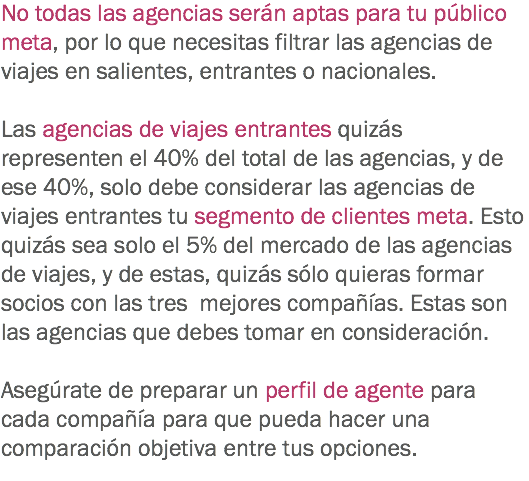 No todas las agencias serán aptas para tu público
meta, por lo que necesitas filtrar las agencias de
viajes en salientes, entrantes o nacionales.
Las agencias de viajes entrantes quizás
representen el 40% del total de las agencias, y de
ese 40%, solo debe considerar las agencias de
viajes entrantes tu segmento de clientes meta. Esto
quizás sea solo el 5% del mercado de las agencias
de viajes, y de estas, quizás sólo quieras formar
socios con las tres  mejores compañías. Estas son
las agencias que debes tomar en consideración.
Asegúrate de preparar un perfil de agente para
cada compañía para que pueda hacer una
comparación objetiva entre tus opciones.